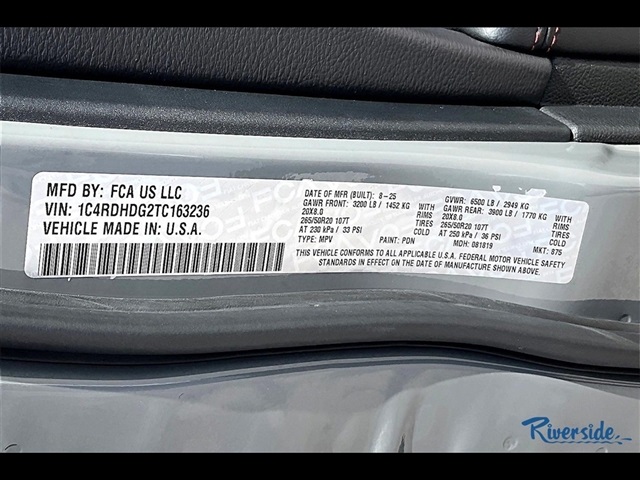 MFD BY: FCA US LLC
VIN: 1C4RDHDG2TC163236
VEHICLE MADE IN: U.S.A.
DATE OF MFR (BUILT): 8-25 GVWR: 6500 LB / 2949 KG
GAWR FRONT: 3200 LB / 1452 KG WITH GAWR REAR: 3900 LB / 1770 KG WITH
20X8.0 RIMS 20X8.0 RIMS
265/50R20 107T TIRES 265/50R20 107T TIRES
AT 230 kPa / 33 PSI COLD AT 250 kPa / 36 PSI COLD
TYPE: MPV PAINT: PDN MDH: 081819 MKT: 875
THIS VEHICLE CONFORMS TO ALL APPLICABLE U.S.A. FEDERAL MOTOR VEHICLE SAFETY
STANDARDS IN EFFECT ON THE DATE OF MANUFACTURE SHOWN ABOVE.
Riverside